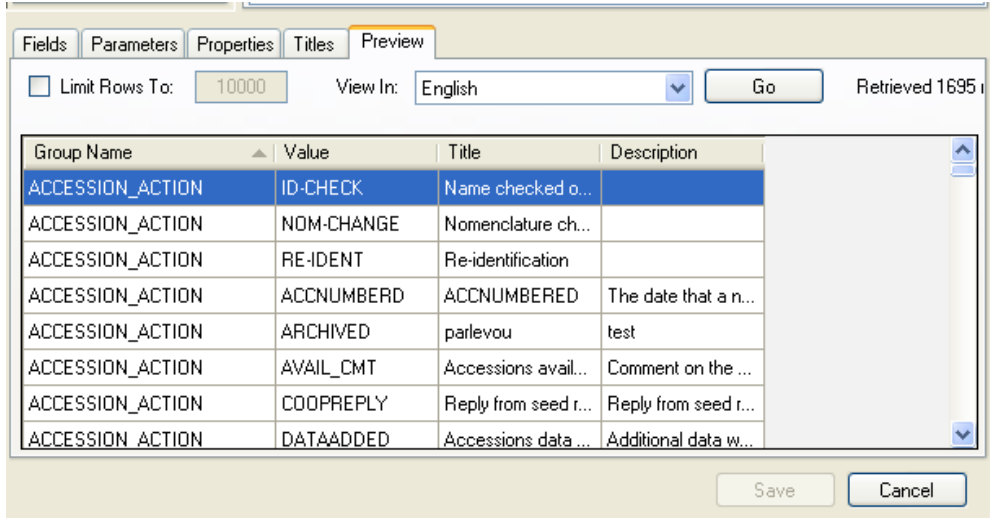 Fields Parameters Properties Titles Preview
Limit Rows To: 10000 View In: English Go Retrieved 1695
Group Name Value Title Description
ACCESSION_ACTION ID-CHECK Name checked o...
ACCESSION_ACTION NOM-CHANGE Nomenclature ch...
ACCESSION_ACTION RE-IDENT Re-identification
ACCESSION_ACTION ACCNUMBERD ACCNUMBERED The date that a n...
ACCESSION_ACTION ARCHIVED parlevou test
ACCESSION_ACTION AVAIL_CMT Accessions avail... Comment on the ...
ACCESSION_ACTION COOPREPLY Reply from seed r... Reply from seed r...
ACCESSION_ACTION DATAADDED Accessions data ... Additional data w...
Save Cancel